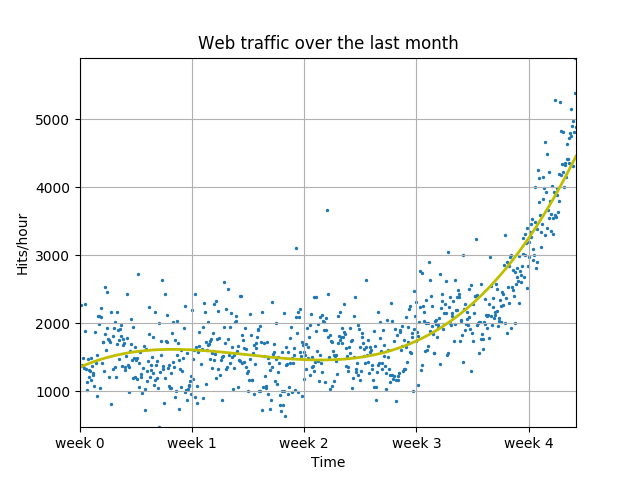 Web traffic over the last month
Hits/hour
5000
4000
3000
2000
1000
week 0 week 1 week 2 week 3 week 4
Time